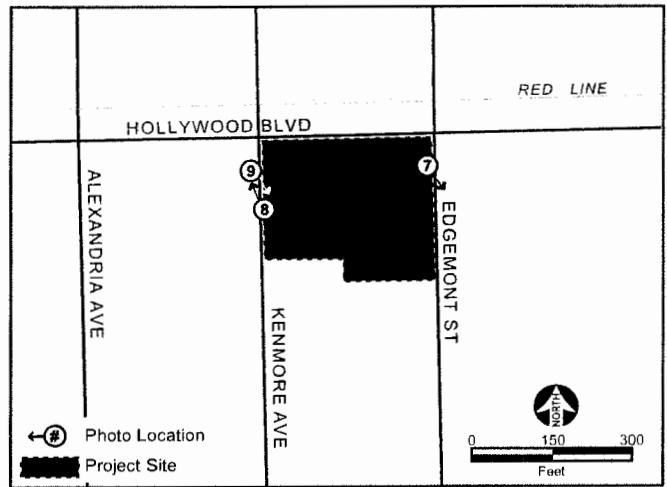 RED LINE
HOLLYWOOD BLVD
9
7
8
ALEXANDRIA AVE
KENMORE AVE
EDGEMONT ST
# Photo Location
Project Site
NORTH
0 150 300
Feet